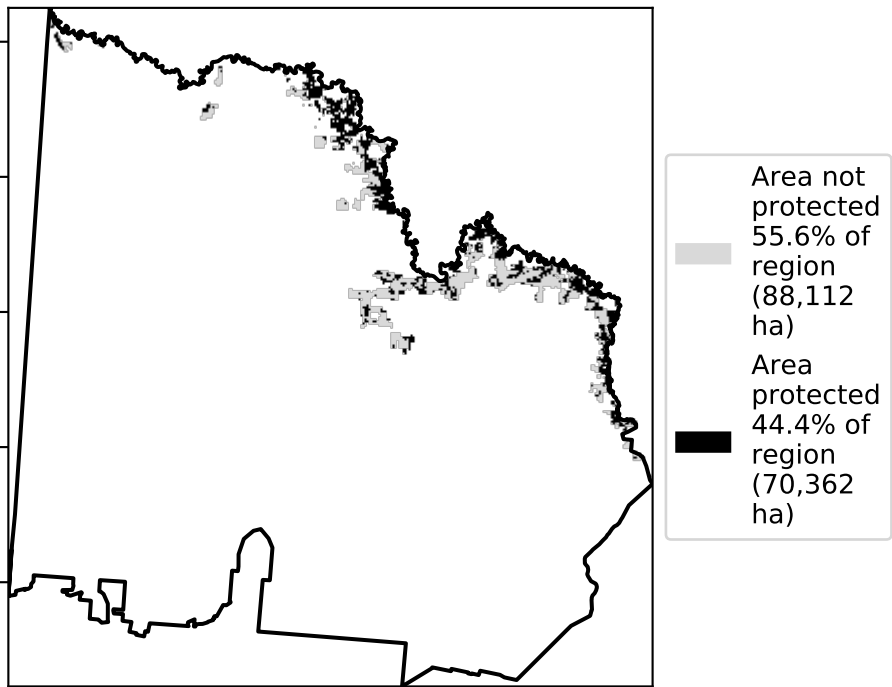 Area not
protected
55.6% of
region
(88,112
ha)
Area
protected
44.4% of
region
(70,362
ha)